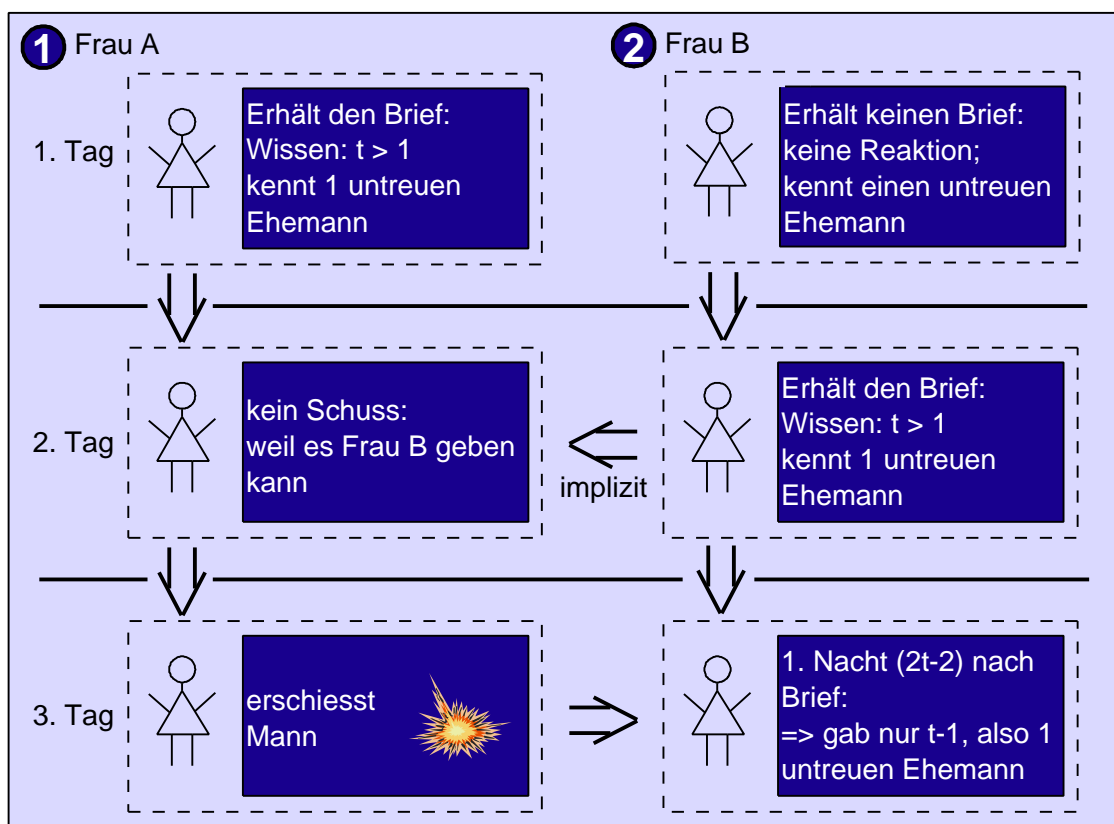 1 Frau A
2 Frau B
1. Tag
Erhält den Brief:
Wissen: t > 1
kennt 1 untreuen
Ehemann
Erhält keinen Brief:
keine Reaktion;
kennt einen untreuen
Ehemann
2. Tag
kein Schuss:
weil es Frau B geben
kann
implizit
Erhält den Brief:
Wissen: t > 1
kennt 1 untreuen
Ehemann
3. Tag
erschiesst
Mann
1. Nacht (2t-2) nach
Brief:
=> gab nur t-1, also 1
untreuen Ehemann